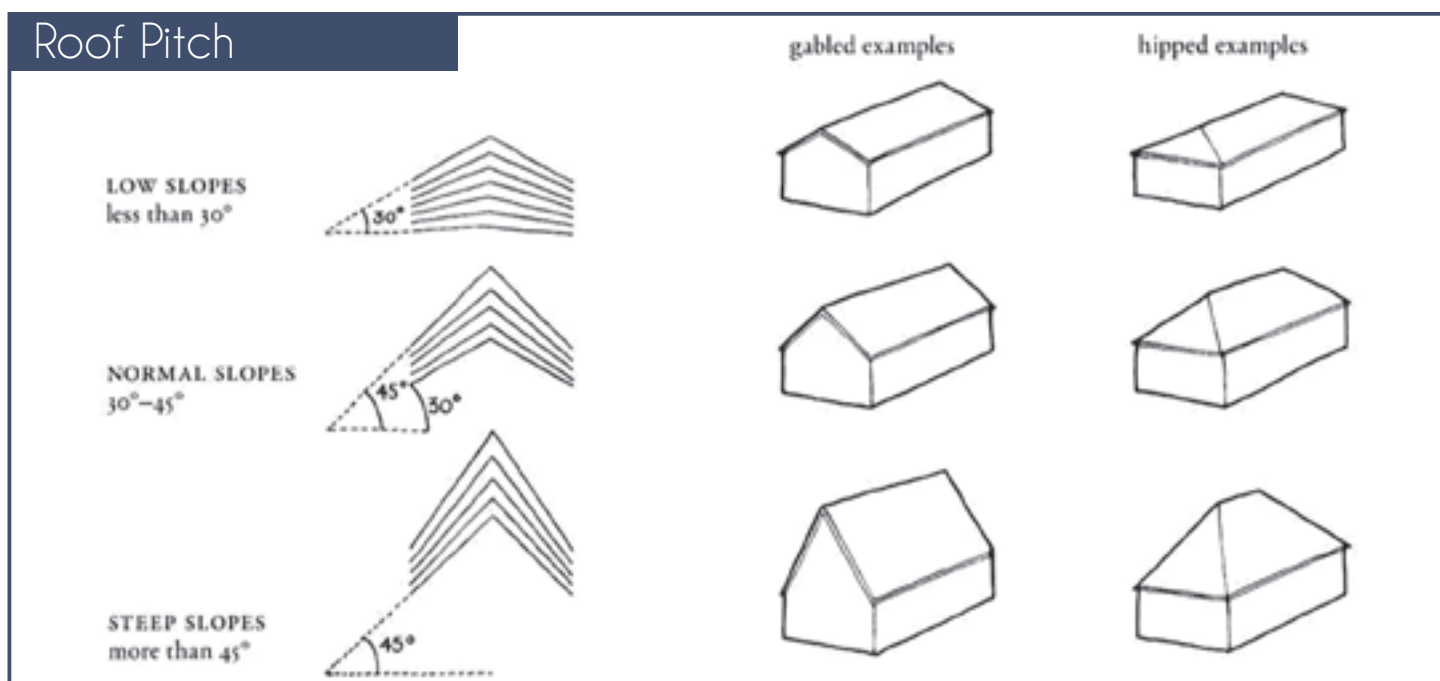 Roof Pitch
gabled examples
hipped examples
LOW SLOPES
less than 30°
30°
NORMAL SLOPES
30°–45°
45°
30°
STEEP SLOPES
more than 45°
45°